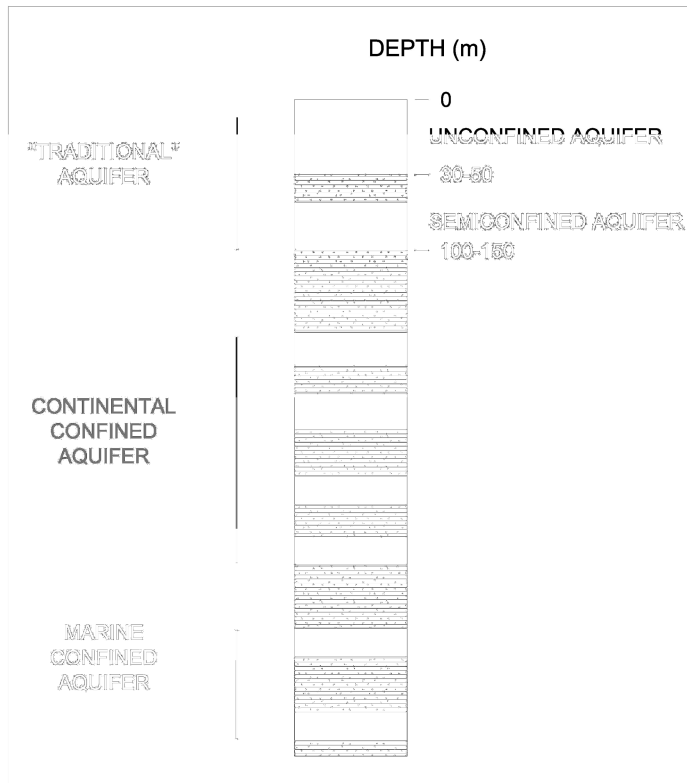 DEPTH (m)
0
UNCONFINED AQUIFER
"TRADITIONAL"
AQUIFER
30-50
SEMICONFINED AQUIFER
100-150
CONTINENTAL
CONFINED
AQUIFER
MARINE
CONFINED
AQUIFER